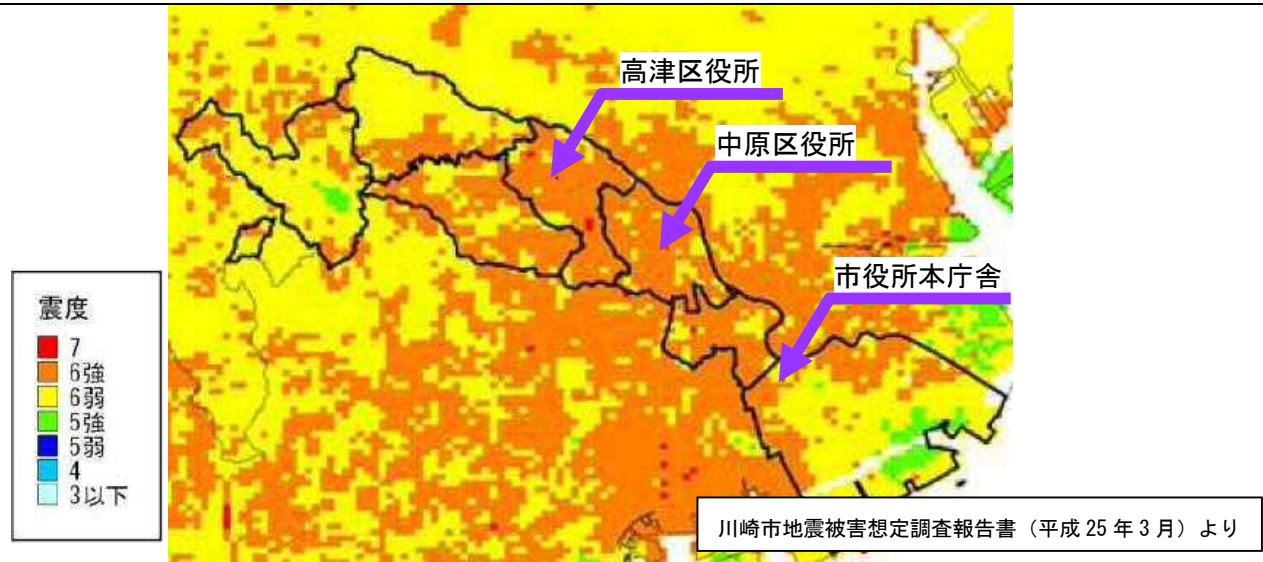 高津区役所
中原区役所
市役所本庁舎
震度
7
6強
6弱
5強
5弱
4
3以下
川崎市地震被害想定調査報告書（平成 25 年 3 月）より